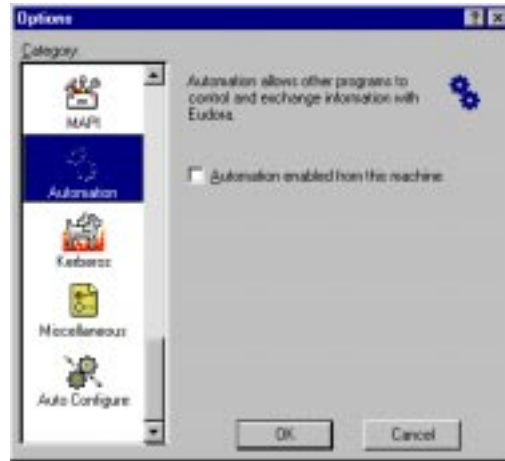 Options
Category:
MAPI
Automation
Kerberos
Miscellaneous
Auto Configure
Automation allows other programs to
control and exchange information with
Eudora.
Automation enabled from this machine
OK
Cancel